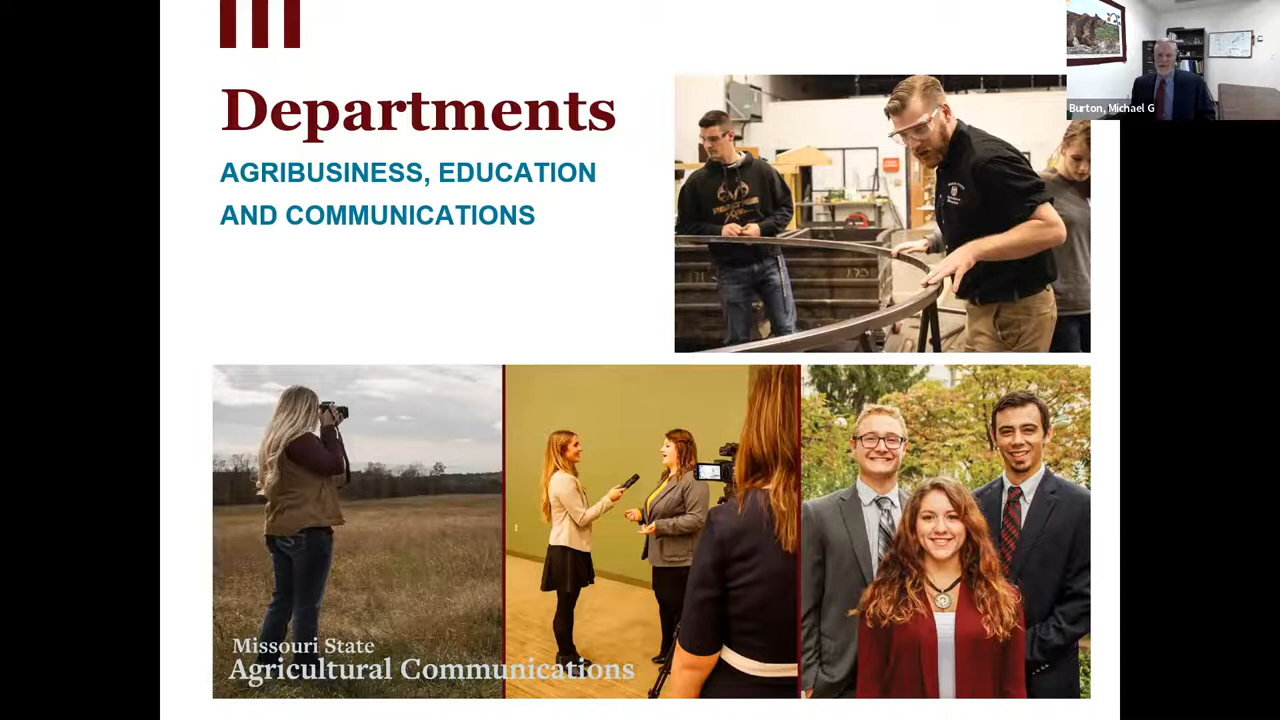 Departments
AGRIBUSINESS, EDUCATION
AND COMMUNICATIONS
Burton, Michael G
Missouri State
Agricultural Communications